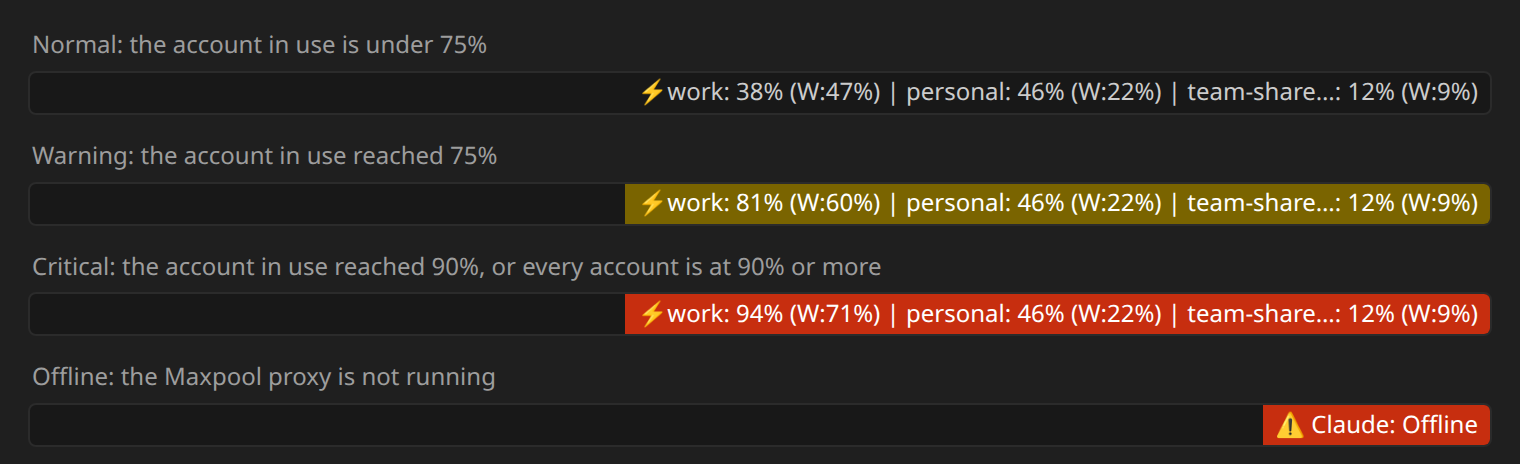 Normal: the account in use is under 75%
⚡work: 38% (W:47%) | personal: 46% (W:22%) | team-share...: 12% (W:9%)
Warning: the account in use reached 75%
⚡work: 81% (W:60%) | personal: 46% (W:22%) | team-share...: 12% (W:9%)
Critical: the account in use reached 90%, or every account is at 90% or more
⚡work: 94% (W:71%) | personal: 46% (W:22%) | team-share...: 12% (W:9%)
Offline: the Maxpool proxy is not running
⚠️ Claude: Offline